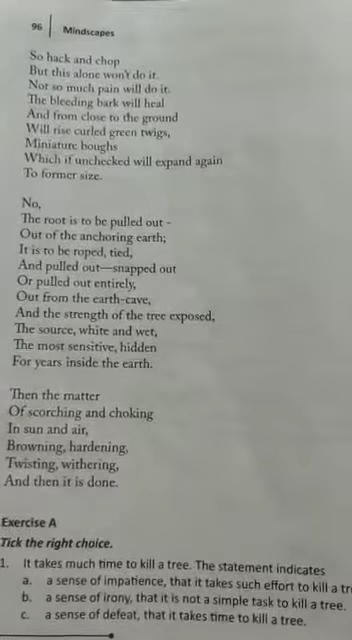 96 Mindscapes
So hack and chop
But this alone won't do it.
Not so much pain will do it.
The bleeding bark will heal
And from close to the ground
Will rise curled green twigs,
Miniature boughs
Which if unchecked will expand again
To former size.
No,
The root is to be pulled out -
Out of the anchoring earth;
It is to be roped, tied,
And pulled out—snapped out
Or pulled out entirely,
Out from the earth-cave,
And the strength of the tree exposed,
The source, white and wet,
The most sensitive, hidden
For years inside the earth.
Then the matter
Of scorching and choking
In sun and air,
Browning, hardening,
Twisting, withering,
And then it is done.
Exercise A
Tick the right choice.
1. It takes much time to kill a tree. The statement indicates
a. a sense of impatience, that it takes such effort to kill a
b. a sense of irony, that it is not a simple task to kill a tree.
c. a sense of defeat, that it takes time to kill a tree.